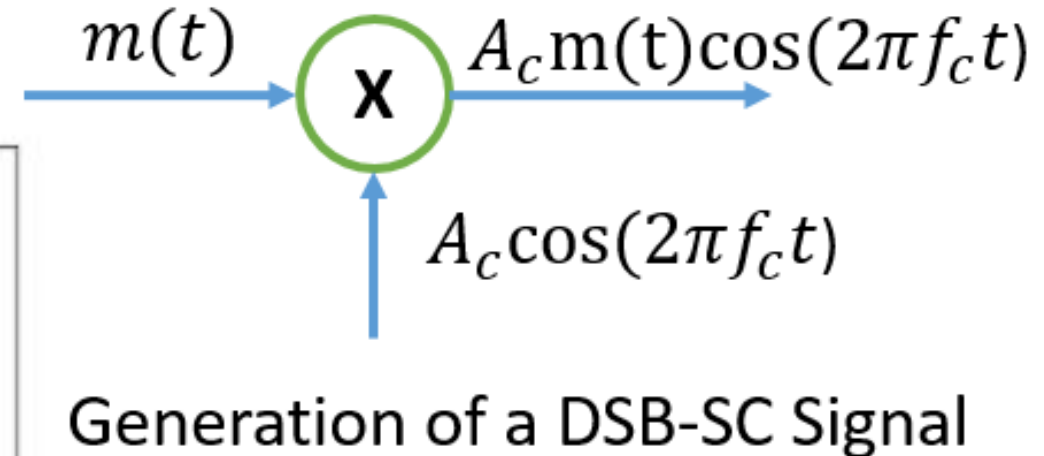 m(t)
X
A_c m(t)cos(2πf_c t)
A_c cos(2πf_c t)
Generation of a DSB-SC Signal